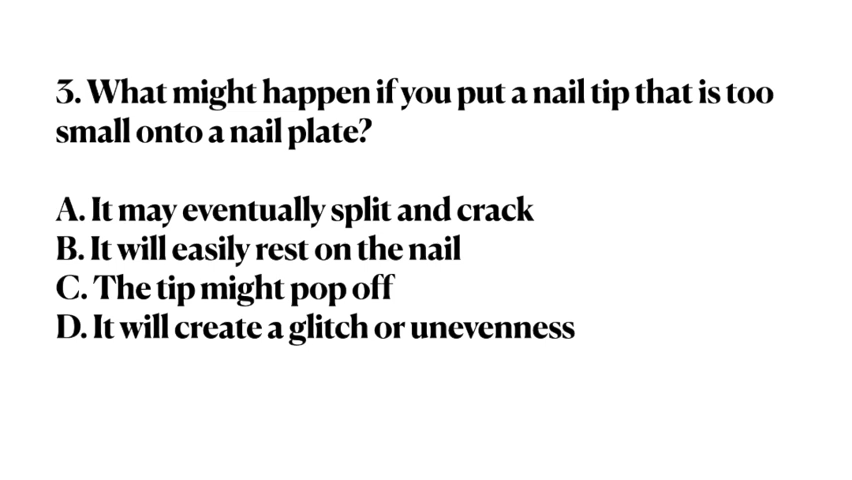 3. What might happen if you put a nail tip that is too
small onto a nail plate?
A. It may eventually split and crack
B. It will easily rest on the nail
C. The tip might pop off
D. It will create a glitch or unevenness